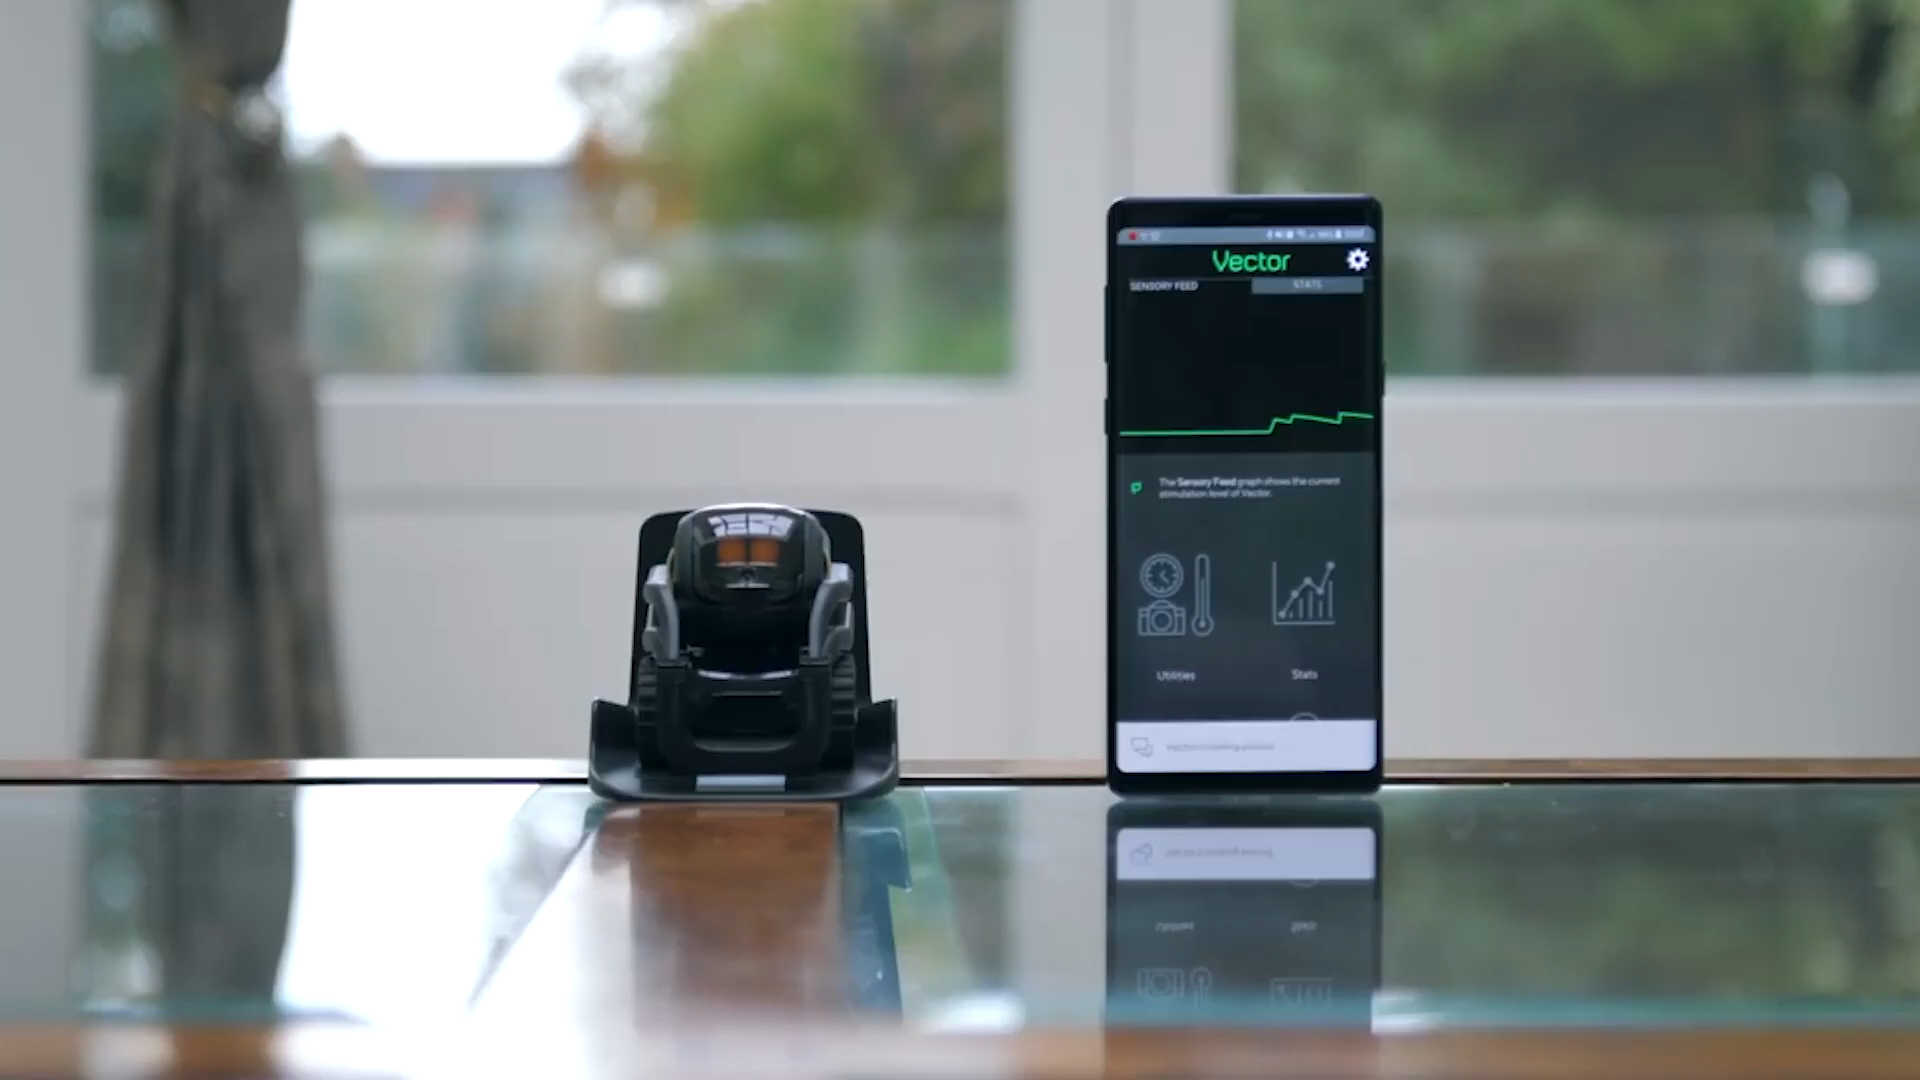 Vector
SENSORY FEED
STATS
The Sensory Feed graph shows the current
stimulation level of Vector.
Utilities
Stats